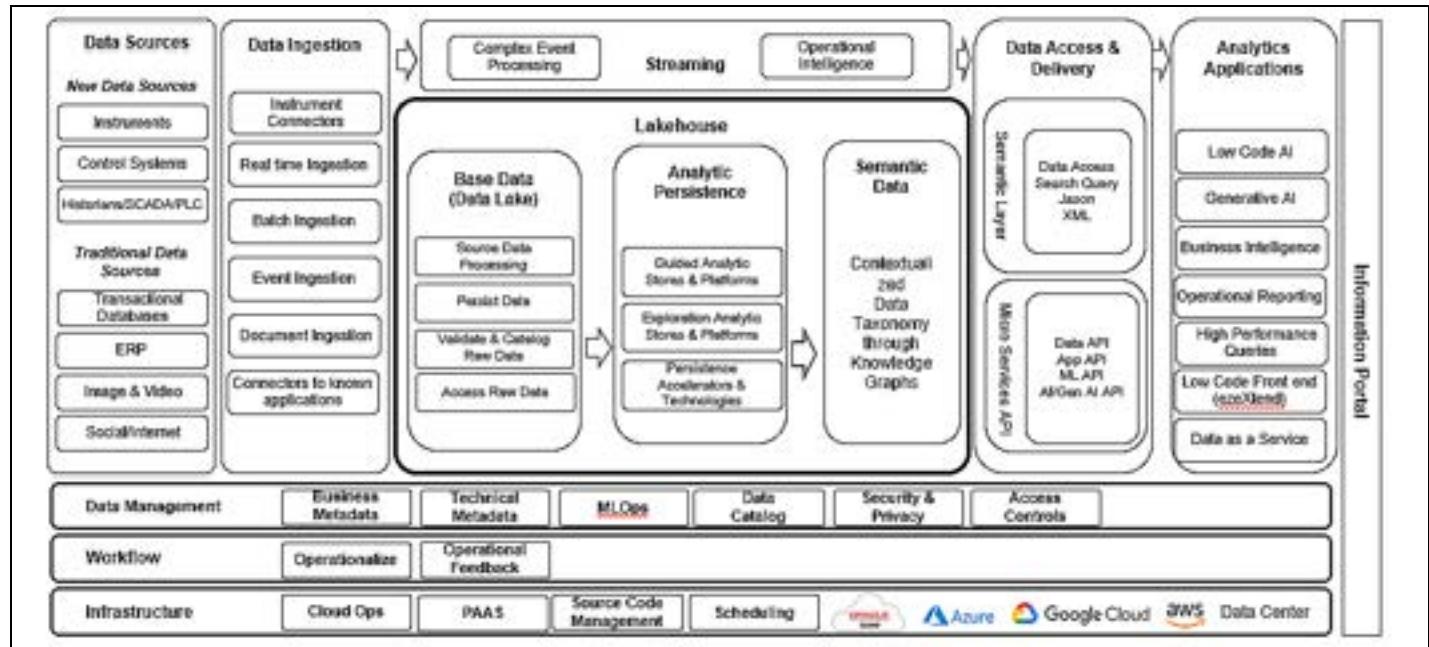 Data Sources
New Data Sources
Instruments
Control Systems
Historians/SCADA/PLC
Traditional Data
Sources
Transactional
Databases
ERP
Image & Video
Social/Internet
Data Ingestion
Instrument
Connectors
Real time Ingestion
Batch Ingestion
Event Ingestion
Document Ingestion
Connectors to known
applications
Complex Event
Processing
Streaming
Operational
Intelligence
Lakehouse
Base Data
(Data Lake)
Source Data
Processing
Persist Data
Validate & Catalog
Raw Data
Access Raw Data
Analytic
Persistence
Guided Analytic
Stores & Platforms
Exploration Analytic
Stores & Platforms
Persistence
Accelerators &
Technologies
Semantic
Data
Contextuali
zed
Data
Taxonomy
through
Knowledge
Graphs
Data Access &
Delivery
Semantic Layer
Data Access
Search Query
Jason
XML
Micro Services API
Data API
App API
ML API
AI/Gen AI API
Analytics
Applications
Low Code AI
Generative AI
Business Intelligence
Operational Reporting
High Performance
Queries
Low Code Front end
Data as a Service
Information Portal
Data Management
Business
Metadata
Technical
Metadata
MLOps
Data
Catalog
Security &
Privacy
Access
Controls
Workflow
Operationalize
Operational
Feedback
Infrastructure
Cloud Ops
PAAS
Source Code
Management
Scheduling
Azure
Google Cloud
aws
Data Center